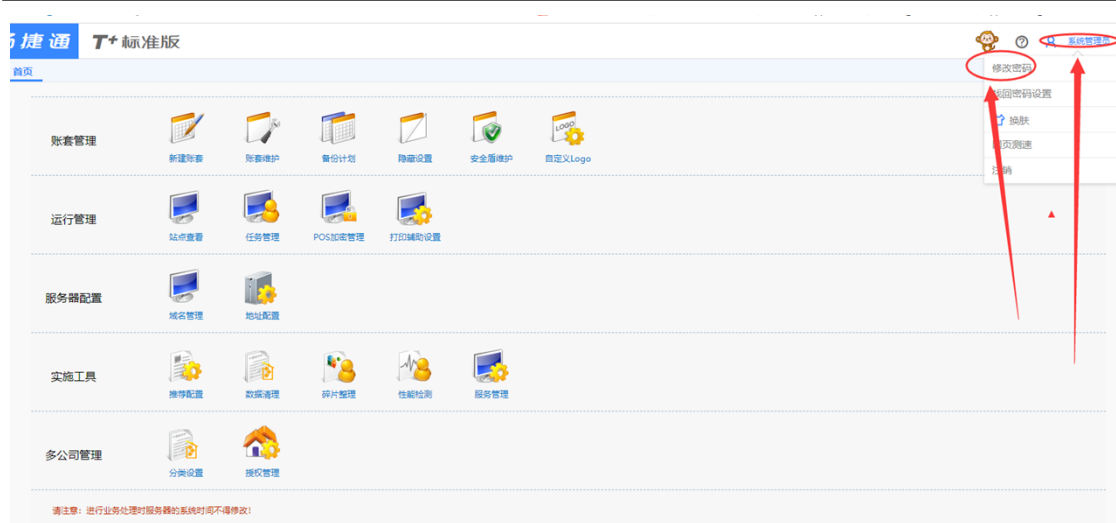 捷通 T+ 标准版
系统管理员
首页
修改密码
找回密码设置
换肤
网页测速
注销
账套管理
新建账套 账套维护 备份计划 隐藏设置 安全盾维护 自定义Logo
运行管理
站点查看 任务管理 POS加密管理 打印辅助设置
服务器配置
域名管理 地址配置
实施工具
推荐配置 数据清理 碎片整理 性能检测 服务管理
多公司管理
分类设置 授权管理
请注意：进行业务处理时服务器的系统时间不得修改！